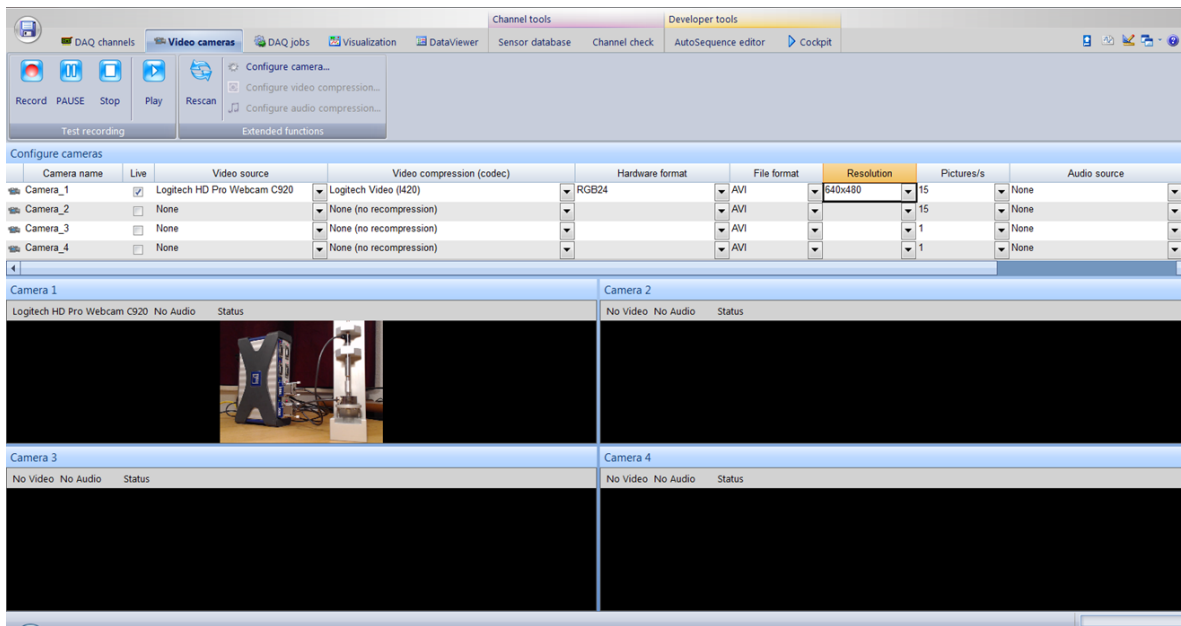 Channel tools Developer tools
DAQ channels Video cameras DAQ jobs Visualization DataViewer Sensor database Channel check AutoSequence editor Cockpit
Configure camera...
Configure video compression...
Record PAUSE Stop Play Rescan
Configure audio compression...
Test recording Extended functions
Configure cameras
Camera name Live Video source Video compression (codec) Hardware format File format Resolution Pictures/s Audio source
Camera_1 Logitech HD Pro Webcam C920 Logitech Video (I420) RGB24 AVI 640x480 15 None
Camera_2 None None (no recompression) AVI 15 None
Camera_3 None None (no recompression) AVI 1 None
Camera_4 None None (no recompression) AVI 1 None
Camera 1 Camera 2
Logitech HD Pro Webcam C920 No Audio Status No Video No Audio Status
Camera 3 Camera 4
No Video No Audio Status No Video No Audio Status